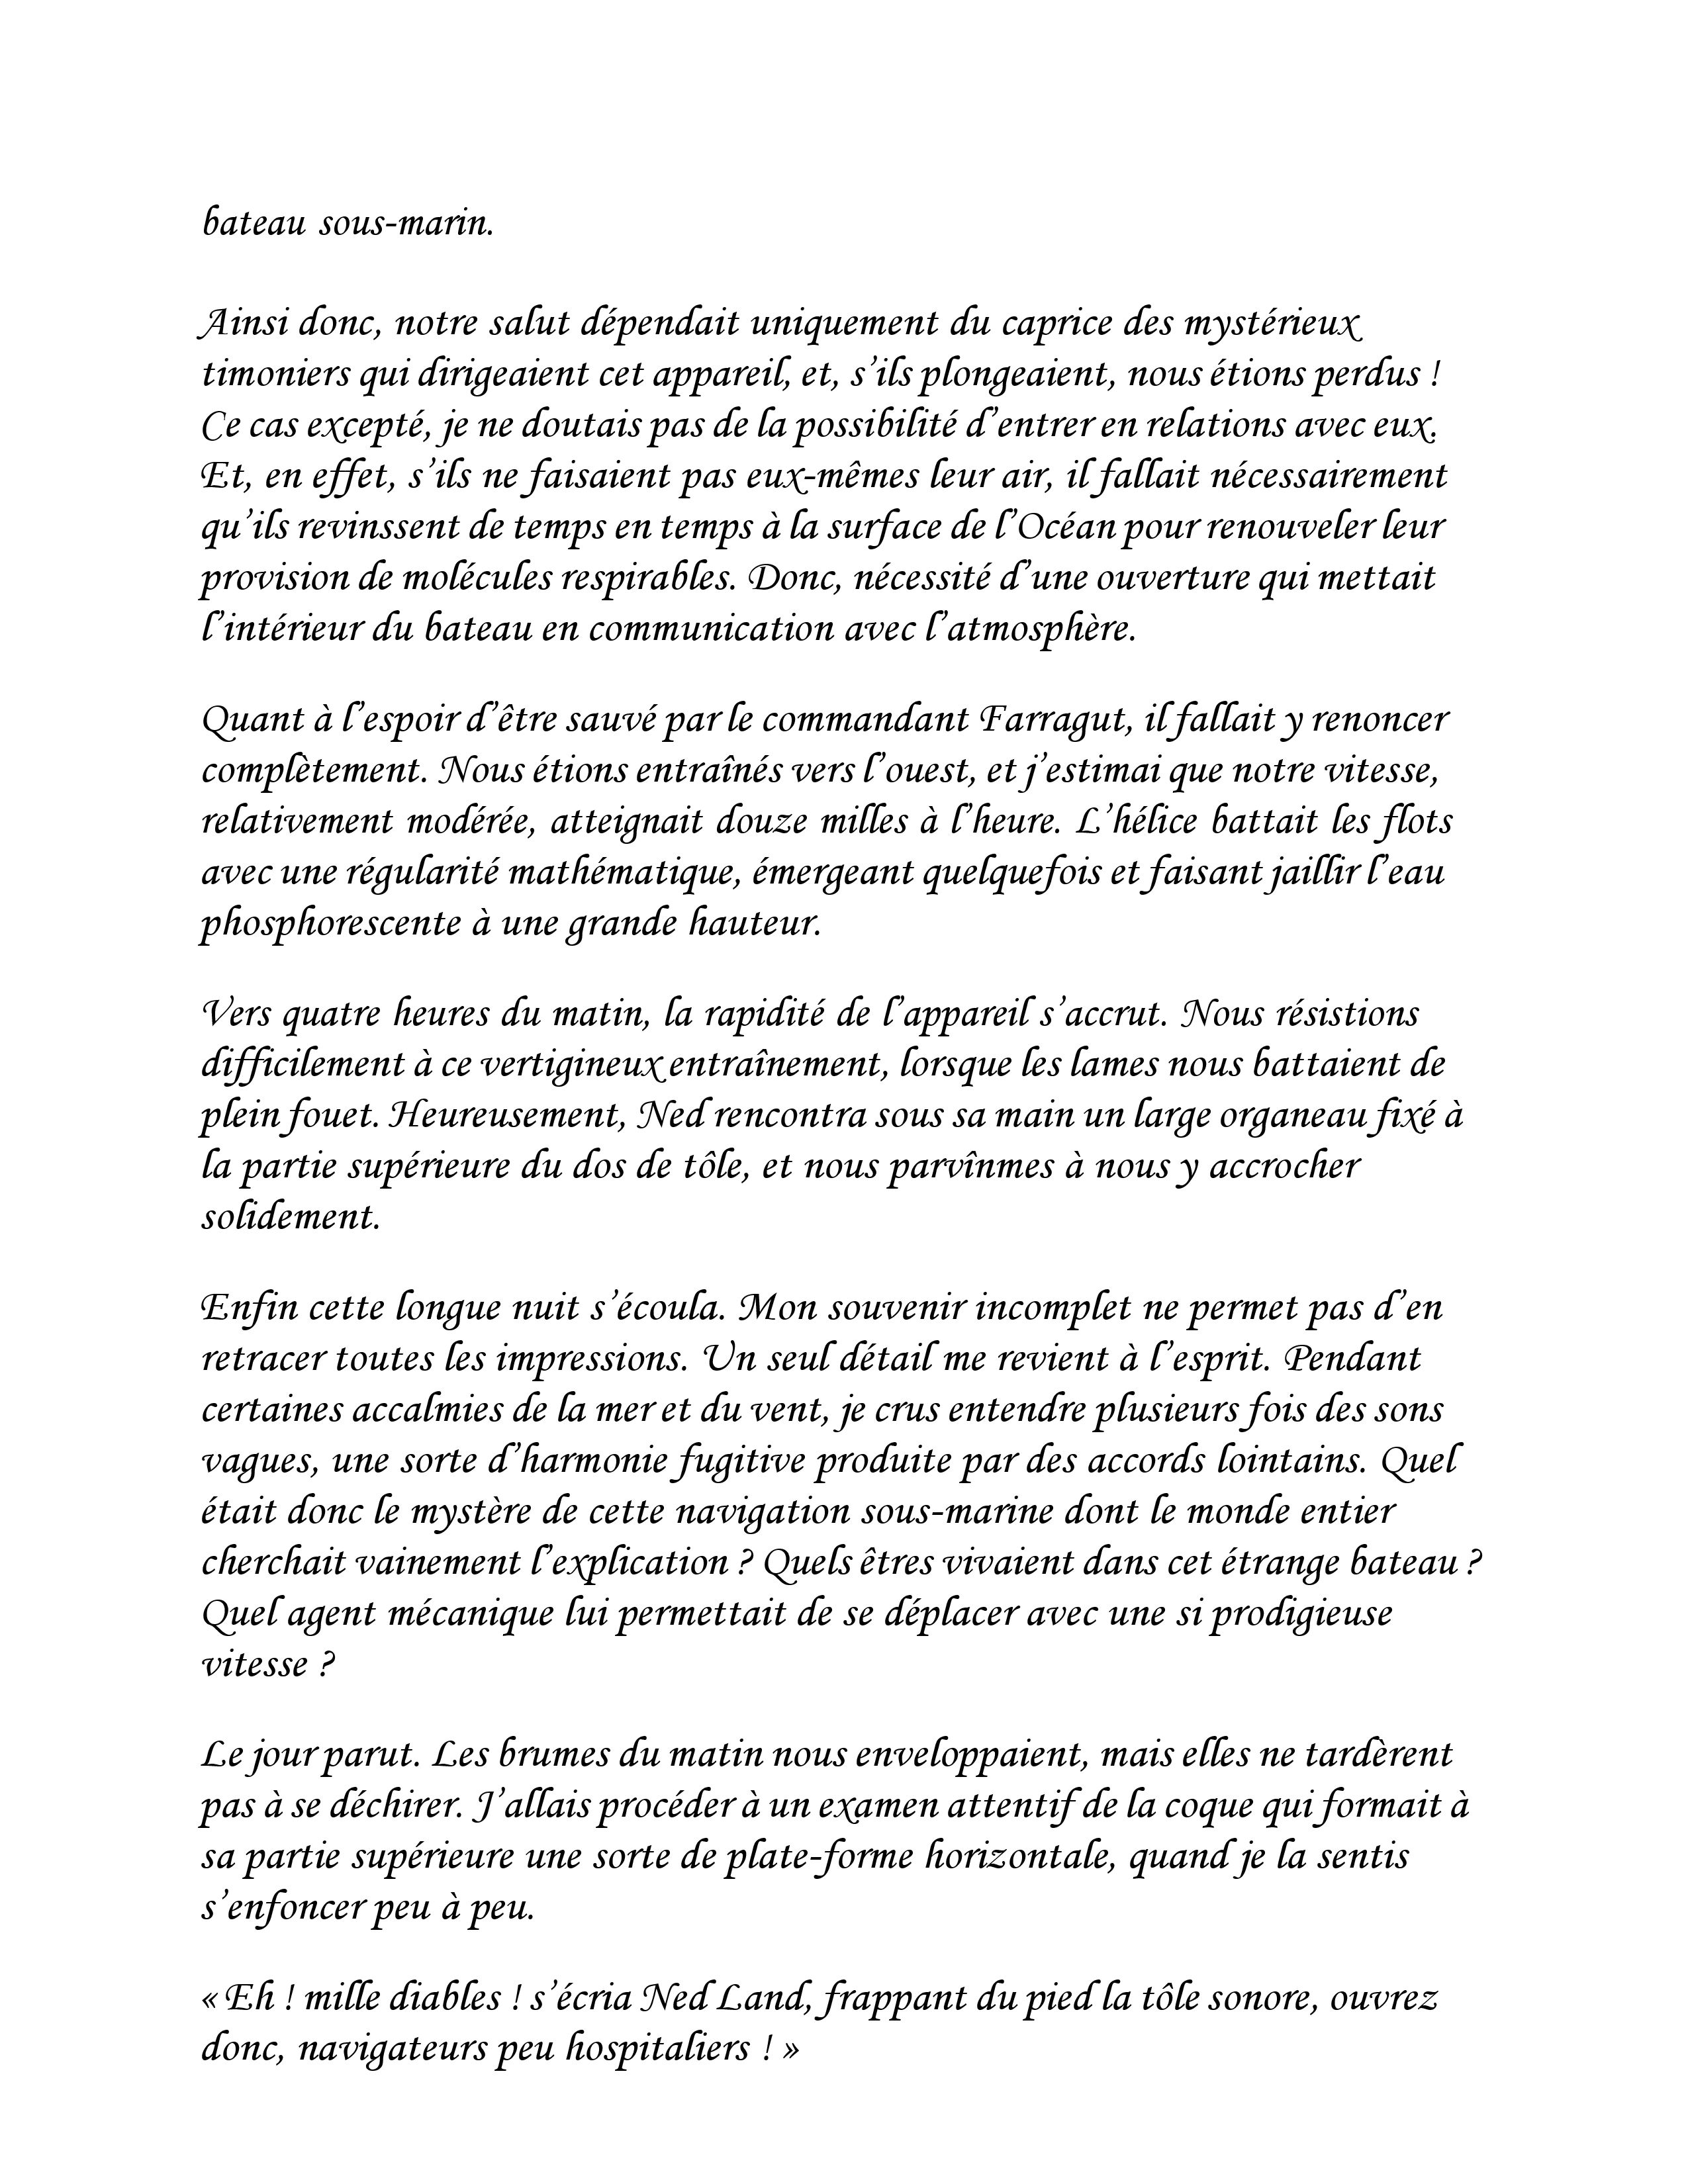 bateau sous-marin.
Ainsi donc, notre salut dépendait uniquement du caprice des mystérieux
timoniers qui dirigeaient cet appareil, et, s’ils plongeaient, nous étions perdus !
Ce cas excepté, je ne doutais pas de la possibilité d’entrer en relations avec eux.
Et, en effet, s’ils ne faisaient pas eux-mêmes leur air, il fallait nécessairement
qu’ils revinssent de temps en temps à la surface de l’Océan pour renouveler leur
provision de molécules respirables. Donc, nécessité d’une ouverture qui mettait
l’intérieur du bateau en communication avec l’atmosphère.
Quant à l’espoir d’être sauvé par le commandant Farragut, il fallait y renoncer
complètement. Nous étions entraînés vers l’ouest, et j’estimai que notre vitesse,
relativement modérée, atteignait douze milles à l’heure. L’hélice battait les flots
avec une régularité mathématique, émergeant quelquefois et faisant jaillir l’eau
phosphorescente à une grande hauteur.
Vers quatre heures du matin, la rapidité de l’appareil s’accrut. Nous résistions
difficilement à ce vertigineux entraînement, lorsque les lames nous battaient de
plein fouet. Heureusement, Ned rencontra sous sa main un large organeau fixé à
la partie supérieure du dos de tôle, et nous parvînmes à nous y accrocher
solidement.
Enfin cette longue nuit s’écoula. Mon souvenir incomplet ne permet pas d’en
retracer toutes les impressions. Un seul détail me revient à l’esprit. Pendant
certaines accalmies de la mer et du vent, je crus entendre plusieurs fois des sons
vagues, une sorte d’harmonie fugitive produite par des accords lointains. Quel
était donc le mystère de cette navigation sous-marine dont le monde entier
cherchait vainement l’explication ? Quels êtres vivaient dans cet étrange bateau ?
Quel agent mécanique lui permettait de se déplacer avec une si prodigieuse
vitesse ?
Le jour parut. Les brumes du matin nous enveloppaient, mais elles ne tardèrent
pas à se déchirer. J’allais procéder à un examen attentif de la coque qui formait à
sa partie supérieure une sorte de plate-forme horizontale, quand je la sentis
s’enfoncer peu à peu.
« Eh ! mille diables ! s’écria Ned Land, frappant du pied la tôle sonore, ouvrez
donc, navigateurs peu hospitaliers ! »